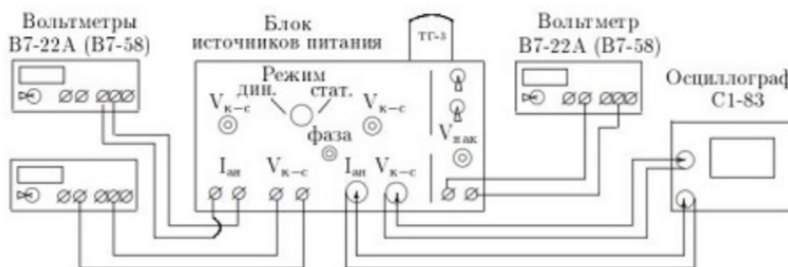 Вольтметры
В7-22А (В7-58)
Блок
источников питания
ТГ-3
Вольтметр
В7-22А (В7-58)
Осциллограф
С1-83
Режим
дин. стат.
Vк−с Vк−с
фаза
Vнак
Iан Vк−с Iан Vк−с